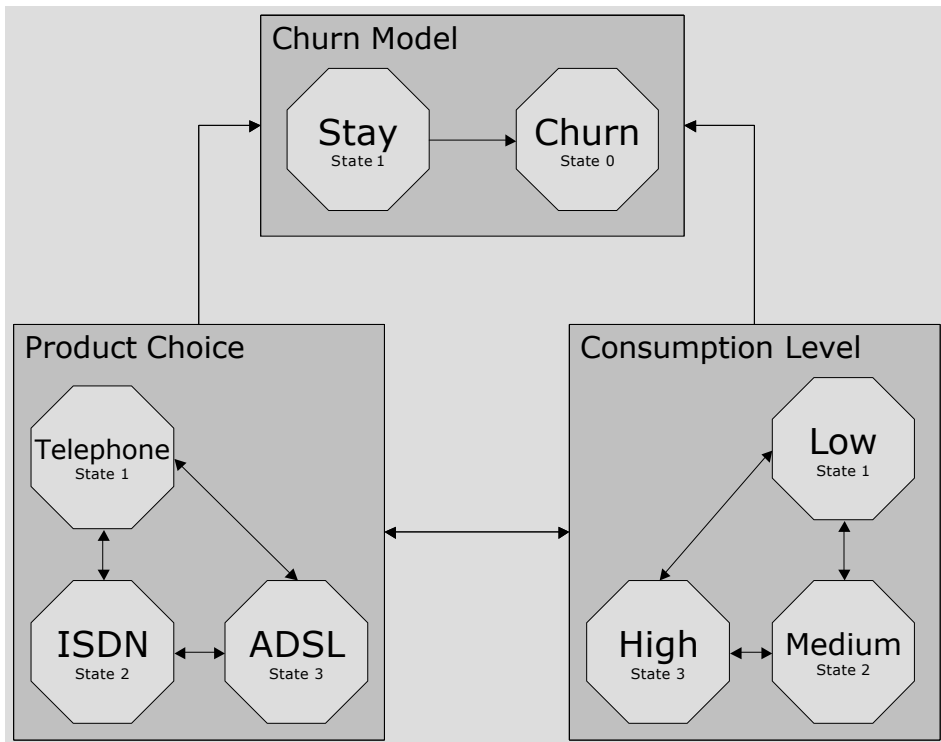 Churn Model
Stay
State 1
Churn
State 0
Product Choice
Telephone
State 1
ISDN
State 2
ADSL
State 3
Consumption Level
Low
State 1
High
State 3
Medium
State 2